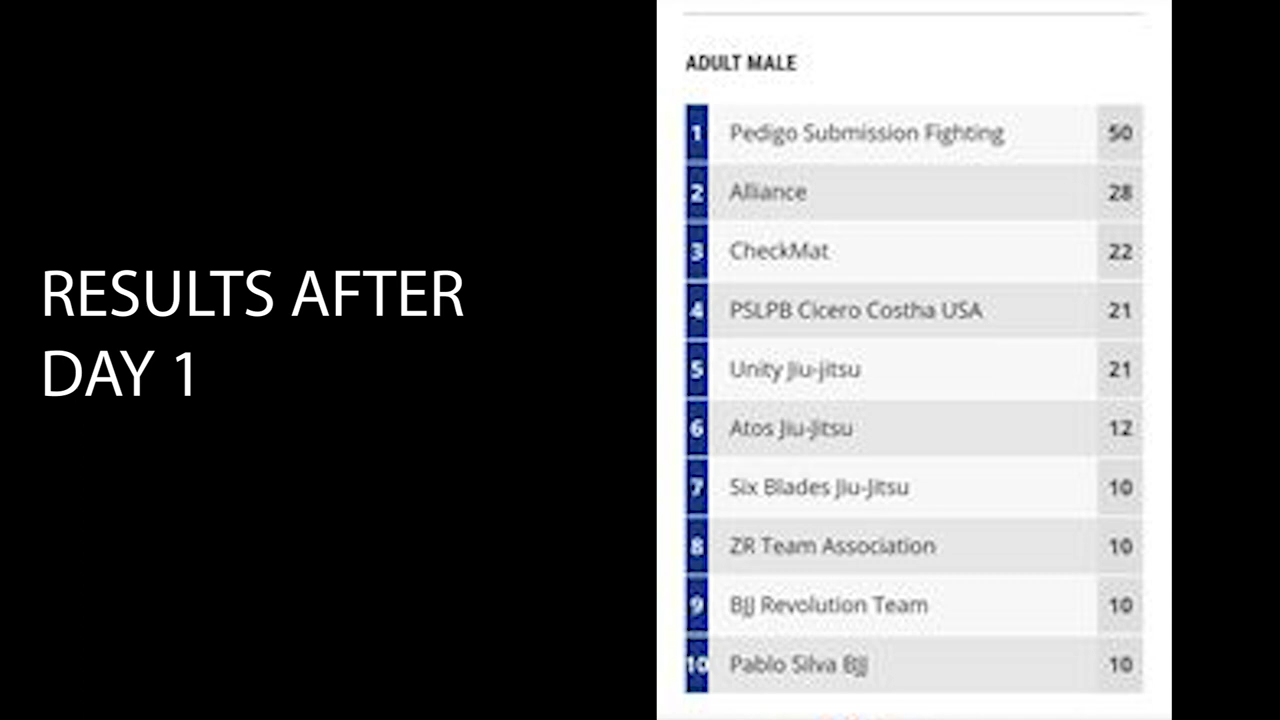 RESULTS AFTER
DAY 1
ADULT MALE
1 Pedigo Submission Fighting 50
2 Alliance 28
3 CheckMat 22
4 PSLPB Cicero Costha USA 21
5 Unity Jiu-jitsu 21
6 Atos Jiu-Jitsu 12
7 Six Blades Jiu-Jitsu 10
8 ZR Team Association 10
9 BJJ Revolution Team 10
10 Pablo Silva BJJ 10